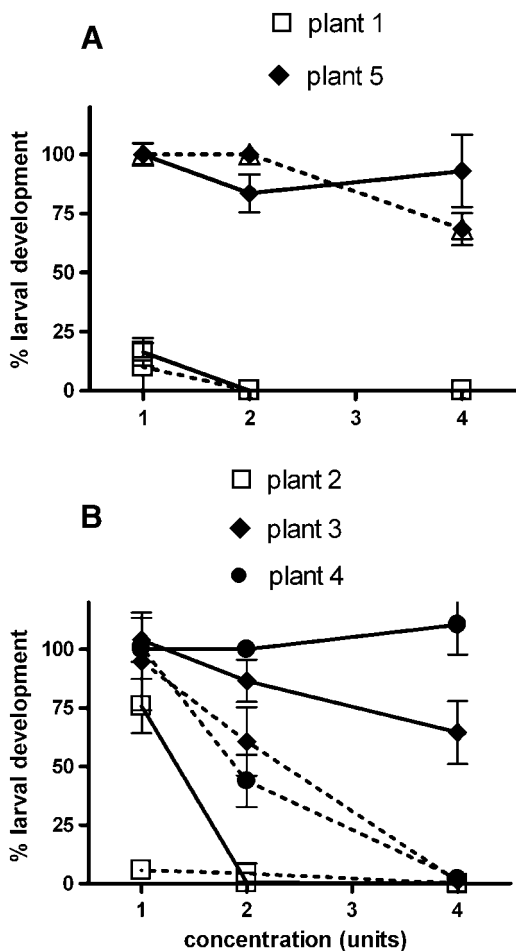 A
plant 1
plant 5
100
75
50
25
0
% larval development
1 2 3 4
B
plant 2
plant 3
plant 4
100
75
50
25
0
% larval development
1 2 3 4
concentration (units)